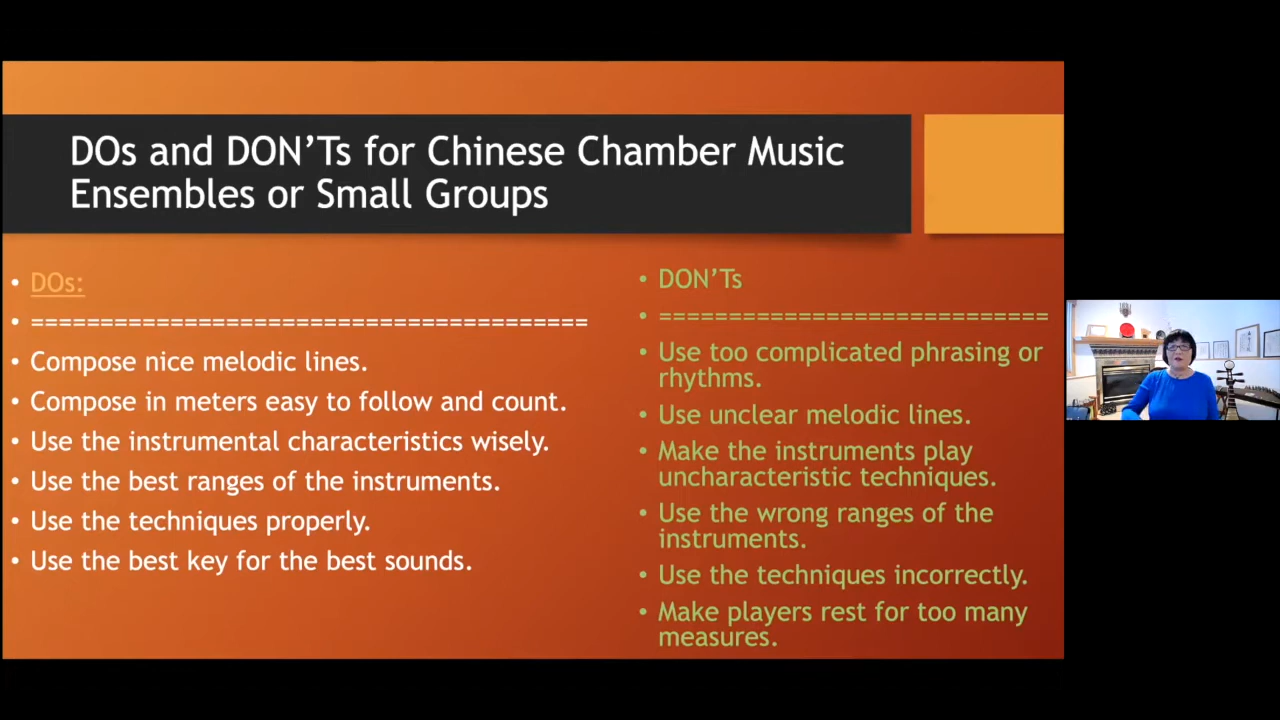 DOs and DON'Ts for Chinese Chamber Music
Ensembles or Small Groups
• DOs:
• ========================================
• Compose nice melodic lines.
• Compose in meters easy to follow and count.
• Use the instrumental characteristics wisely.
• Use the best ranges of the instruments.
• Use the techniques properly.
• Use the best key for the best sounds.
• DON'Ts
• ============================
• Use too complicated phrasing or
rhythms.
• Use unclear melodic lines.
• Make the instruments play
uncharacteristic techniques.
• Use the wrong ranges of the
instruments.
• Use the techniques incorrectly.
• Make players rest for too many
measures.